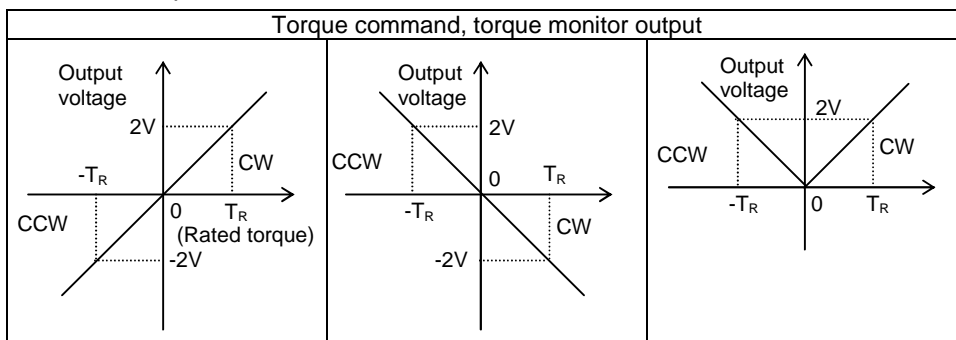 Torque command, torque monitor output
Output
voltage
2V
-TR
CW
CCW
0
TR
(Rated torque)
-2V
Output
voltage
2V
CCW
0
TR
-TR
CW
-2V
Output
voltage
2V
CCW
CW
-TR
0
TR